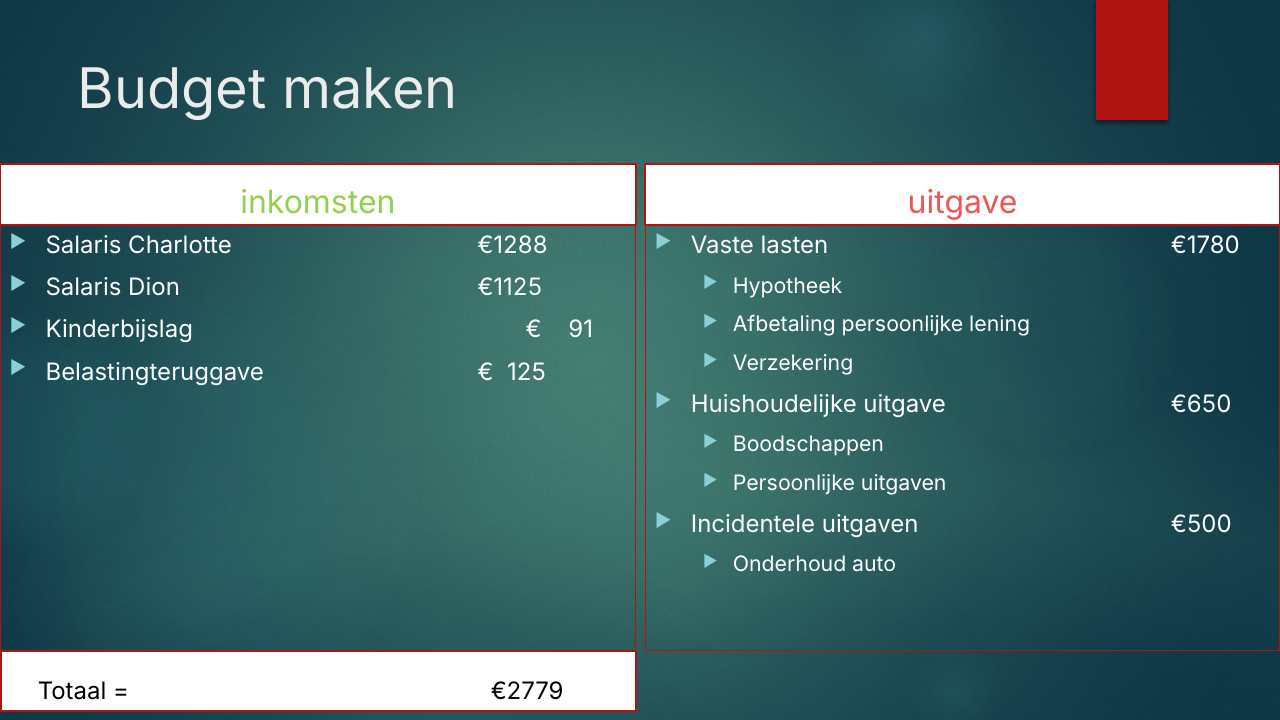 Budget maken
inkomsten
Salaris Charlotte €1288
Salaris Dion €1125
Kinderbijslag € 91
Belastingteruggave € 125
Totaal = €2779
uitgave
Vaste lasten €1780
Hypotheek
Afbetaling persoonlijke lening
Verzekering
Huishoudelijke uitgave €650
Boodschappen
Persoonlijke uitgaven
Incidentele uitgaven €500
Onderhoud auto